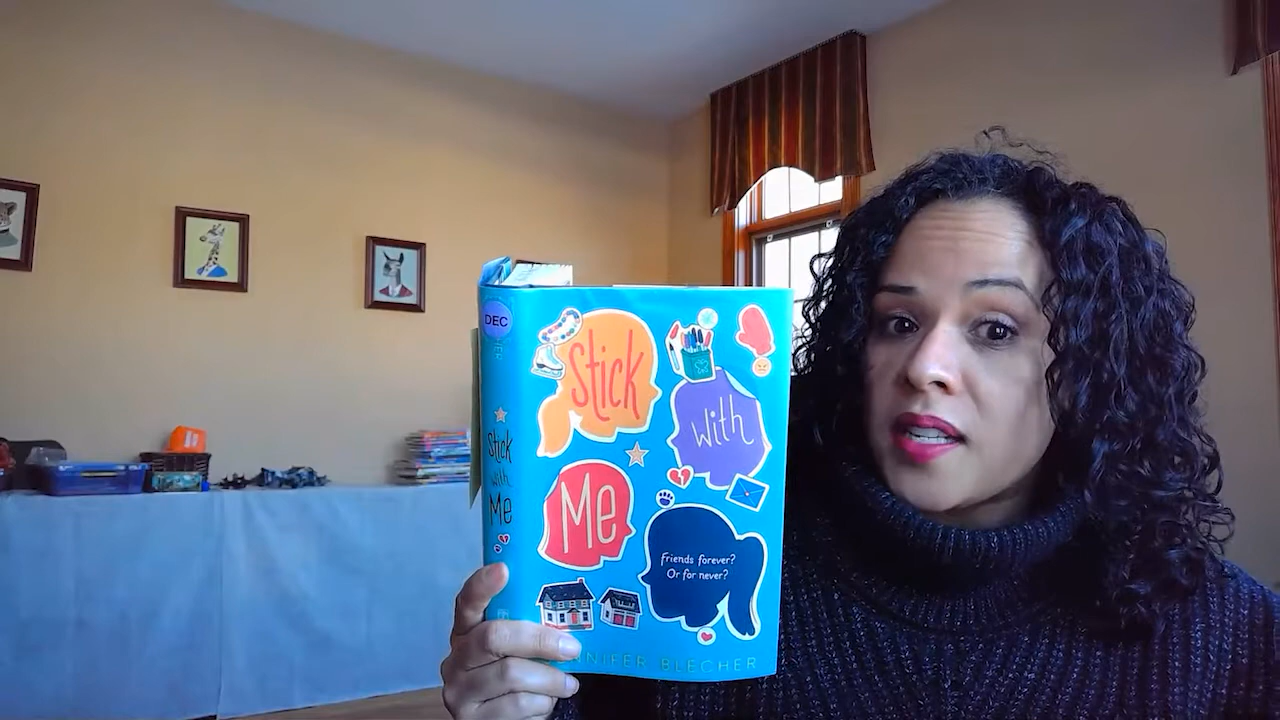 DEC
Stick
with
Me
Stick
with
Me
Friends forever?
Or for never?
JENNIFER BLECHER